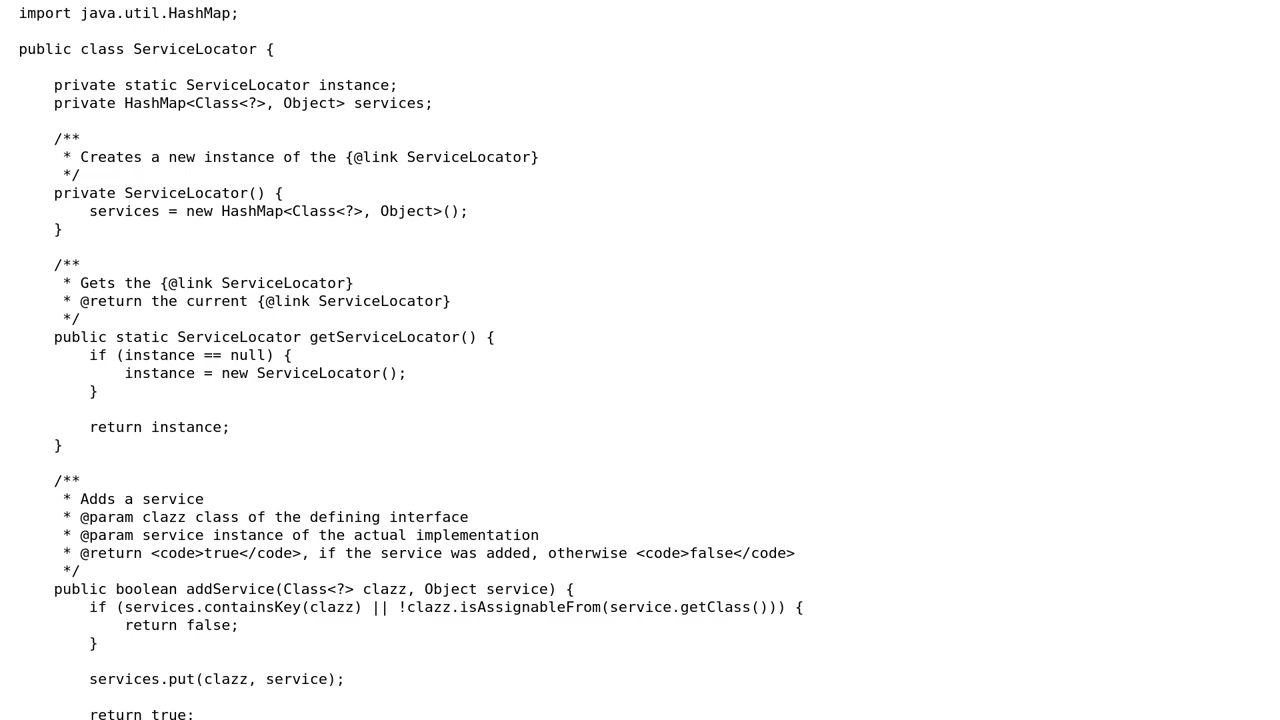 import java.util.HashMap;

public class ServiceLocator {

    private static ServiceLocator instance;
    private HashMap<Class<?>, Object> services;

    /**
     * Creates a new instance of the {@link ServiceLocator}
     */
    private ServiceLocator() {
        services = new HashMap<Class<?>, Object>();
    }

    /**
     * Gets the {@link ServiceLocator}
     * @return the current {@link ServiceLocator}
     */
    public static ServiceLocator getServiceLocator() {
        if (instance == null) {
            instance = new ServiceLocator();
        }

        return instance;
    }

    /**
     * Adds a service
     * @param clazz class of the defining interface
     * @param service instance of the actual implementation
     * @return <code>true</code>, if the service was added, otherwise <code>false</code>
     */
    public boolean addService(Class<?> clazz, Object service) {
        if (services.containsKey(clazz) || !clazz.isAssignableFrom(service.getClass())) {
            return false;
        }

        services.put(clazz, service);

        return true;